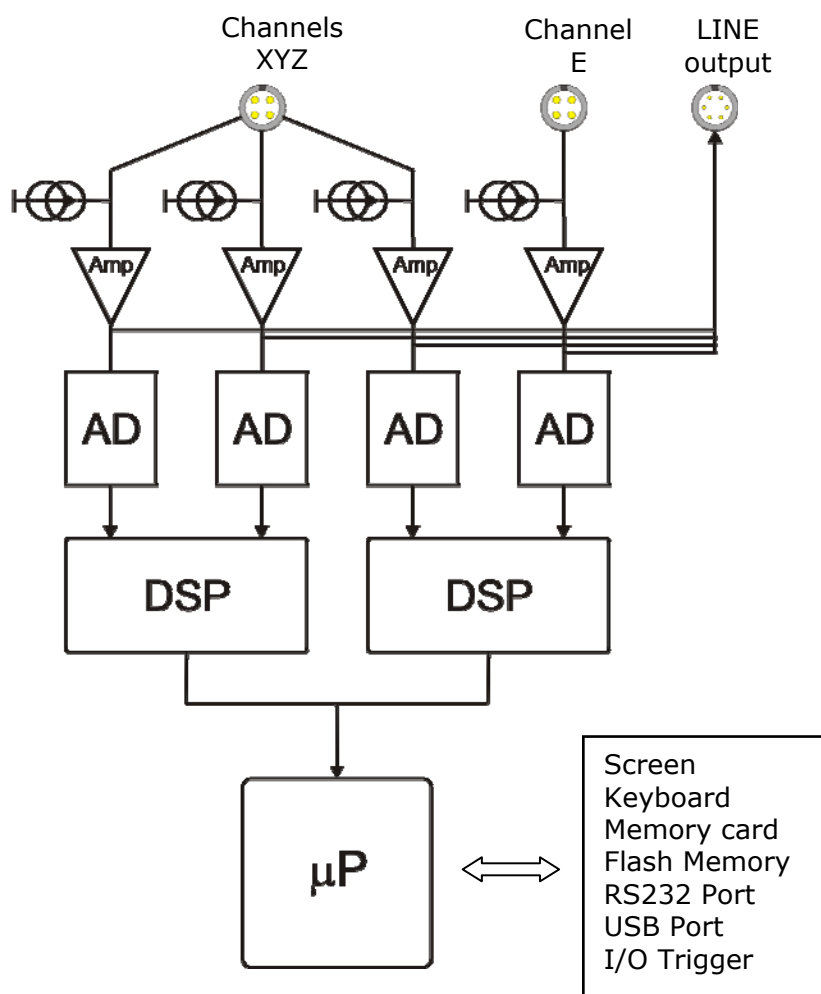 Channels
XYZ
Channel
E
LINE
output
Amp
Amp
Amp
Amp
AD
AD
AD
AD
DSP
DSP
μP
Screen
Keyboard
Memory card
Flash Memory
RS232 Port
USB Port
I/O Trigger